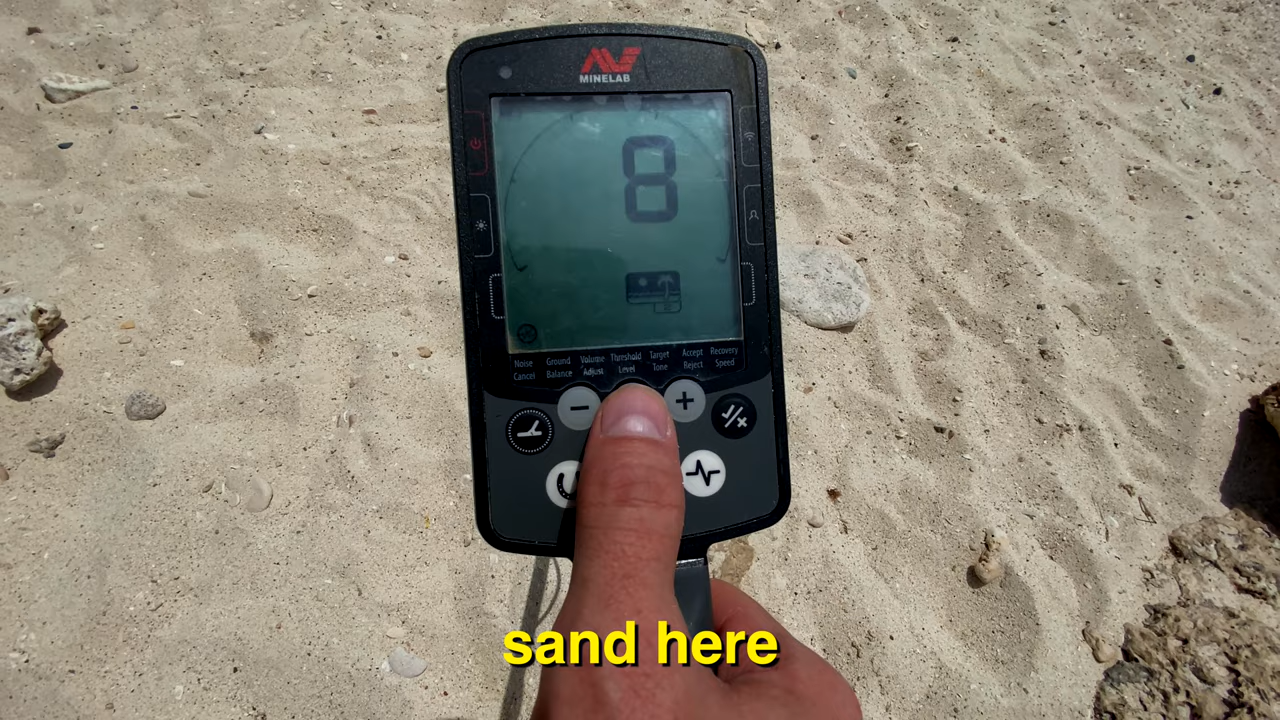 MINELAB
8
Noise Cancel
Ground Balance
Volume Adjust
Threshold Level
Target Tone
Accept Reject
Recovery Speed
sand here